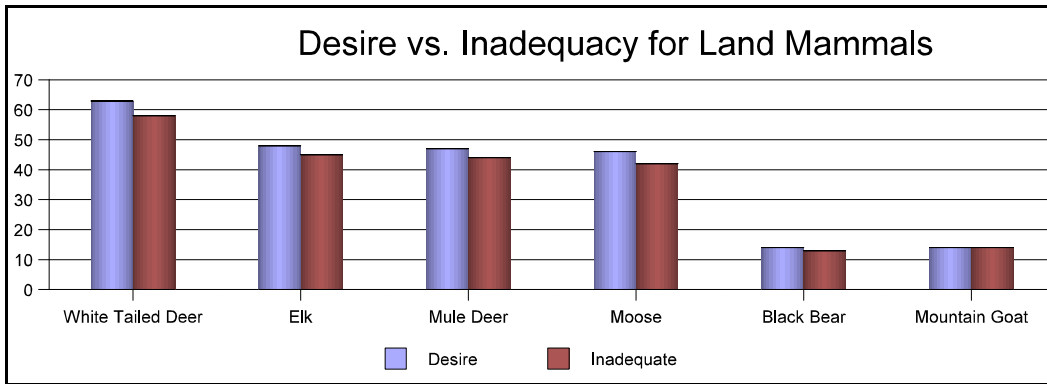 Desire vs. Inadequacy for Land Mammals
70
60
50
40
30
20
10
0
White Tailed Deer Elk Mule Deer Moose Black Bear Mountain Goat
Desire Inadequate